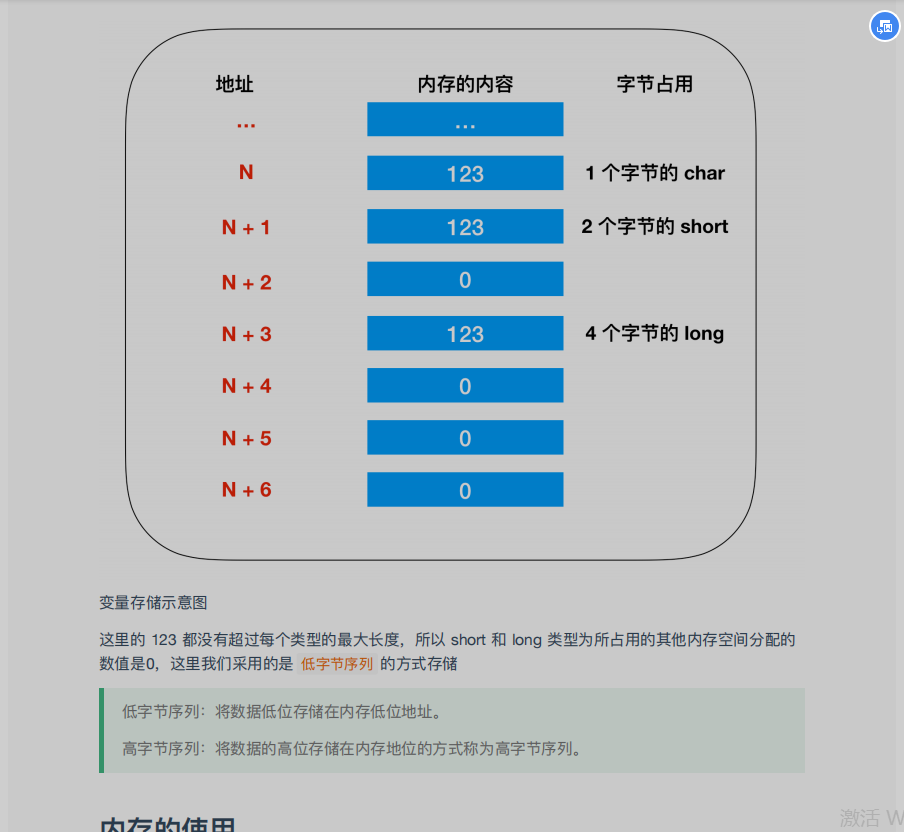 地址 内存的内容 字节占用
... ...
N 123 1 个字节的 char
N + 1 123 2 个字节的 short
N + 2 0
N + 3 123 4 个字节的 long
N + 4 0
N + 5 0
N + 6 0
变量存储示意图
这里的 123 都没有超过每个类型的最大长度，所以 short 和 long 类型为所占用的其他内存空间分配的
数值是0，这里我们采用的是 低字节序列 的方式存储
低字节序列：将数据低位存储在内存低位地址。
高字节序列：将数据的高位存储在内存地位的方式称为高字节序列。
内存的使用
激活 W